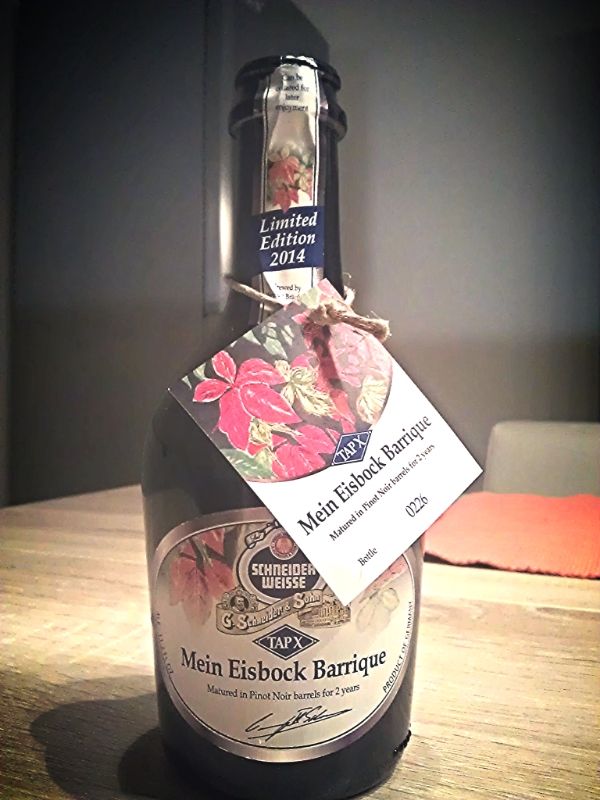 Can be
cellared for
later
enjoyment
Limited
Edition
2014
TAP X
Mein Eisbock Barrique
Matured in Pinot Noir barrels for 2 years
Bottle 0226
SCHNEIDER
WEISSE
G. Schneider & Sohn
TAP X
Mein Eisbock Barrique
Matured in Pinot Noir barrels for 2 years
PRODUCT OF GERMANY